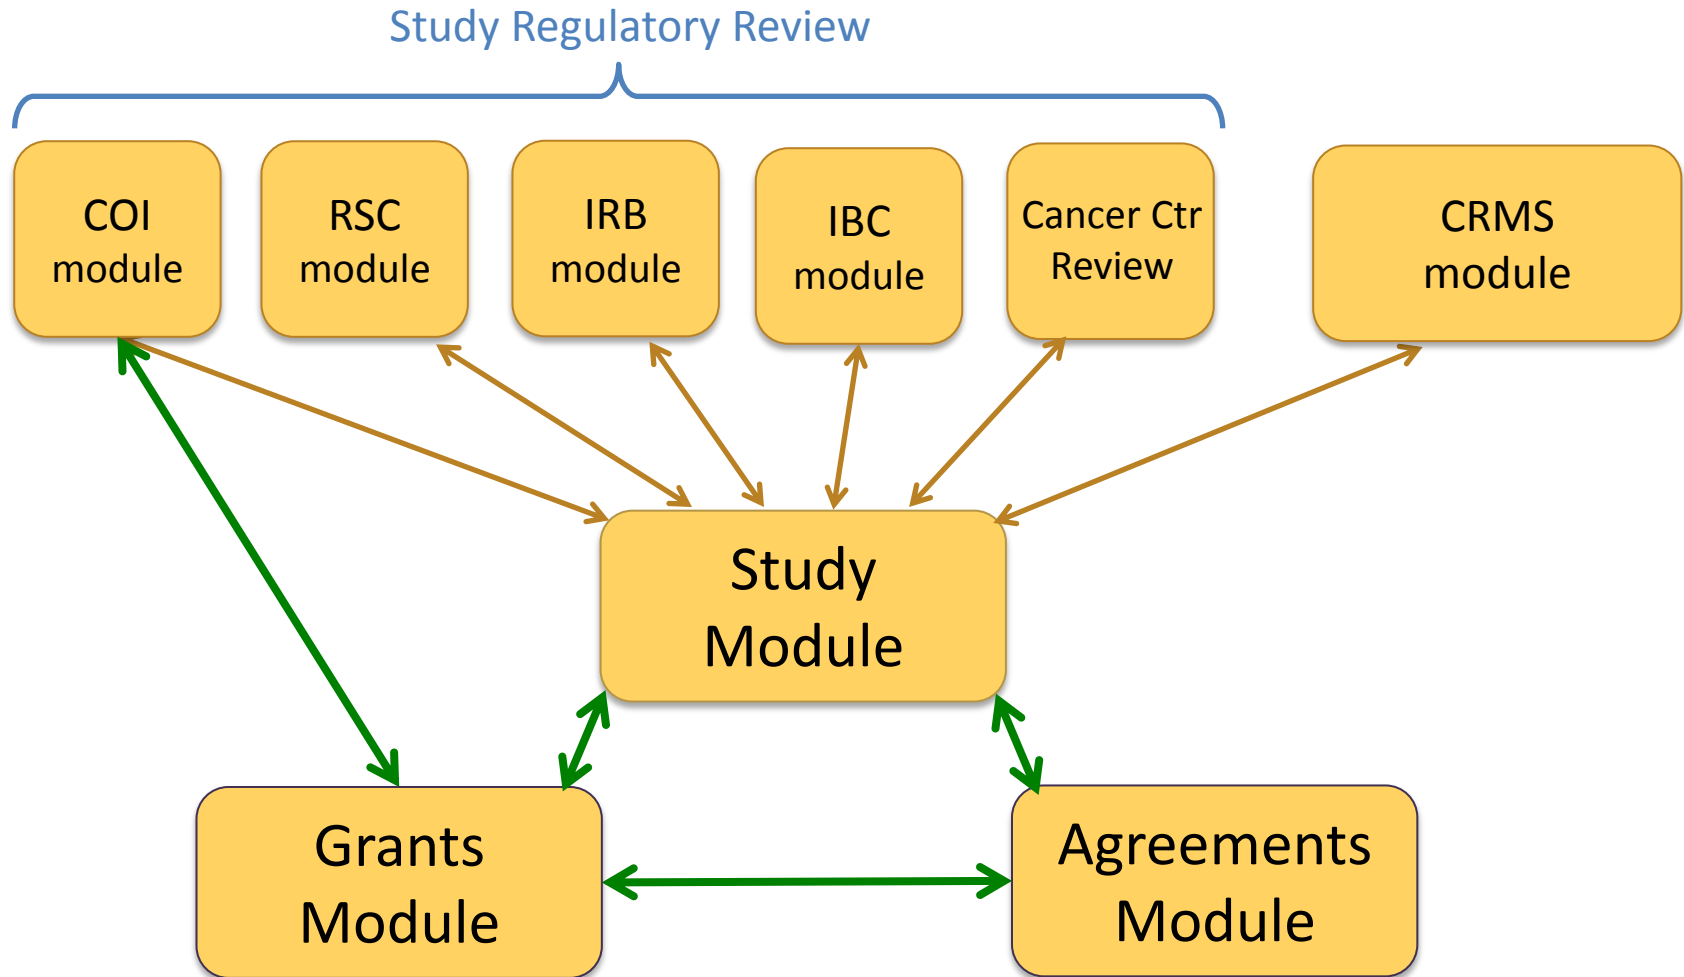 Study Regulatory Review
COI
module
RSC
module
IRB
module
IBC
module
Cancer Ctr
Review
CRMS
module
Study
Module
Grants
Module
Agreements
Module